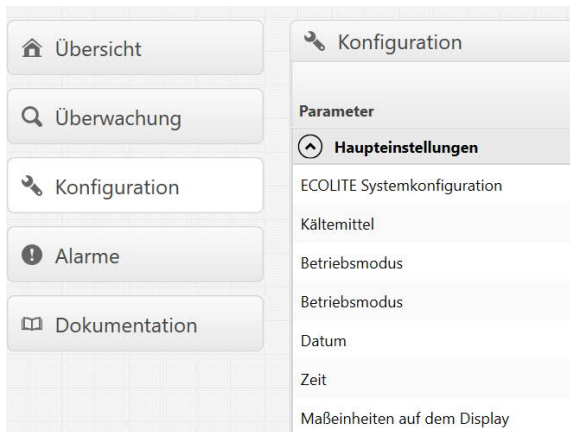 Übersicht
Überwachung
Konfiguration
Alarme
Dokumentation
Konfiguration
Parameter
Haupteinstellungen
ECOLITE Systemkonfiguration
Kältemittel
Betriebsmodus
Betriebsmodus
Datum
Zeit
Maßeinheiten auf dem Display